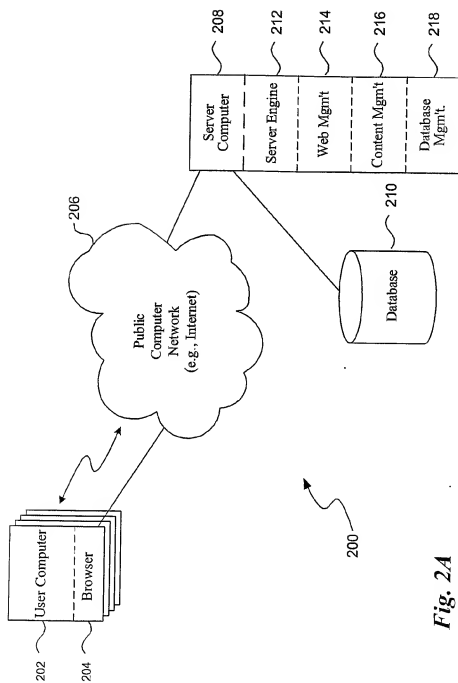 202
User Computer
204
Browser
206
Public
Computer
Network
(e.g., Internet)
Server
Computer
208
Server Engine
212
Web Mgm't
214
Content Mgm't
216
Database
Mgm't.
218
210
Database
200
Fig. 2A